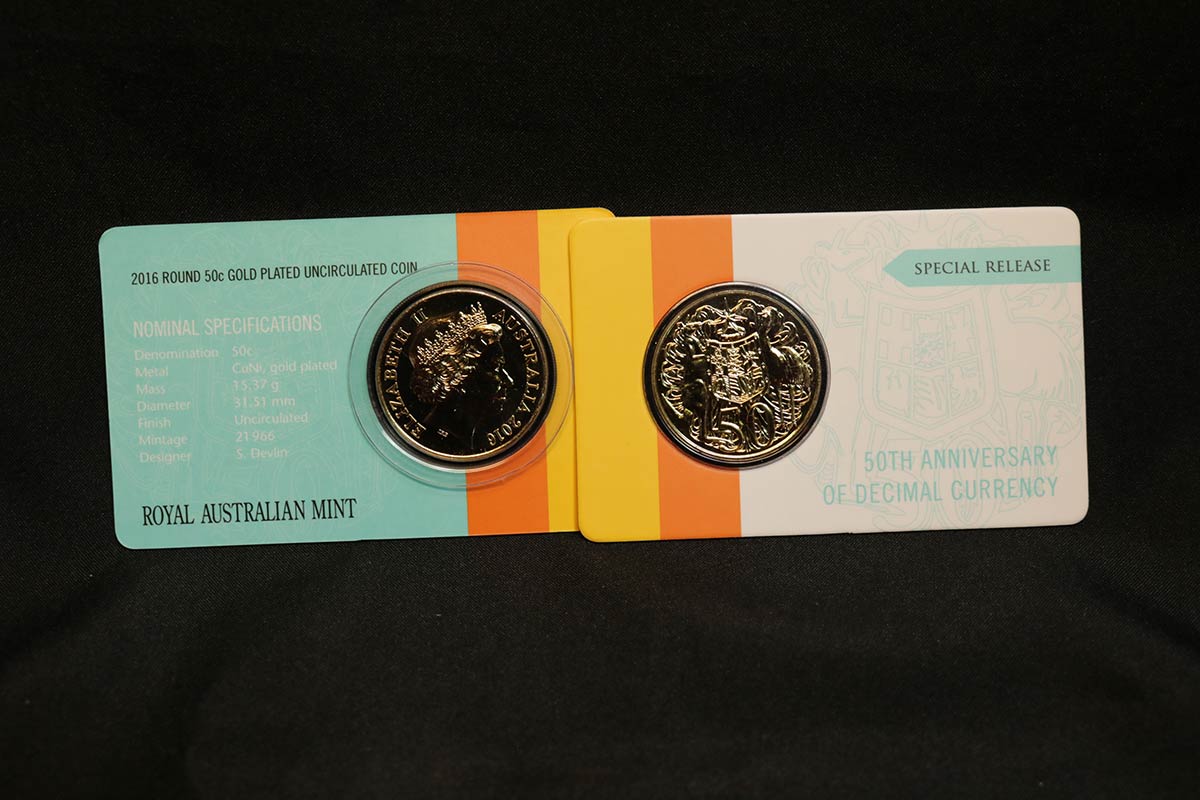 2016 ROUND 50c GOLD PLATED UNCIRCULATED COIN
NOMINAL SPECIFICATIONS
Denomination 50c
Metal CuNi, gold plated
Mass 15.37 g
Diameter 31.51 mm
Finish Uncirculated
Mintage 21 966
Designer S. Devlin
ROYAL AUSTRALIAN MINT
ELIZABETH II AUSTRALIA 2016
50
SPECIAL RELEASE
50TH ANNIVERSARY
OF DECIMAL CURRENCY